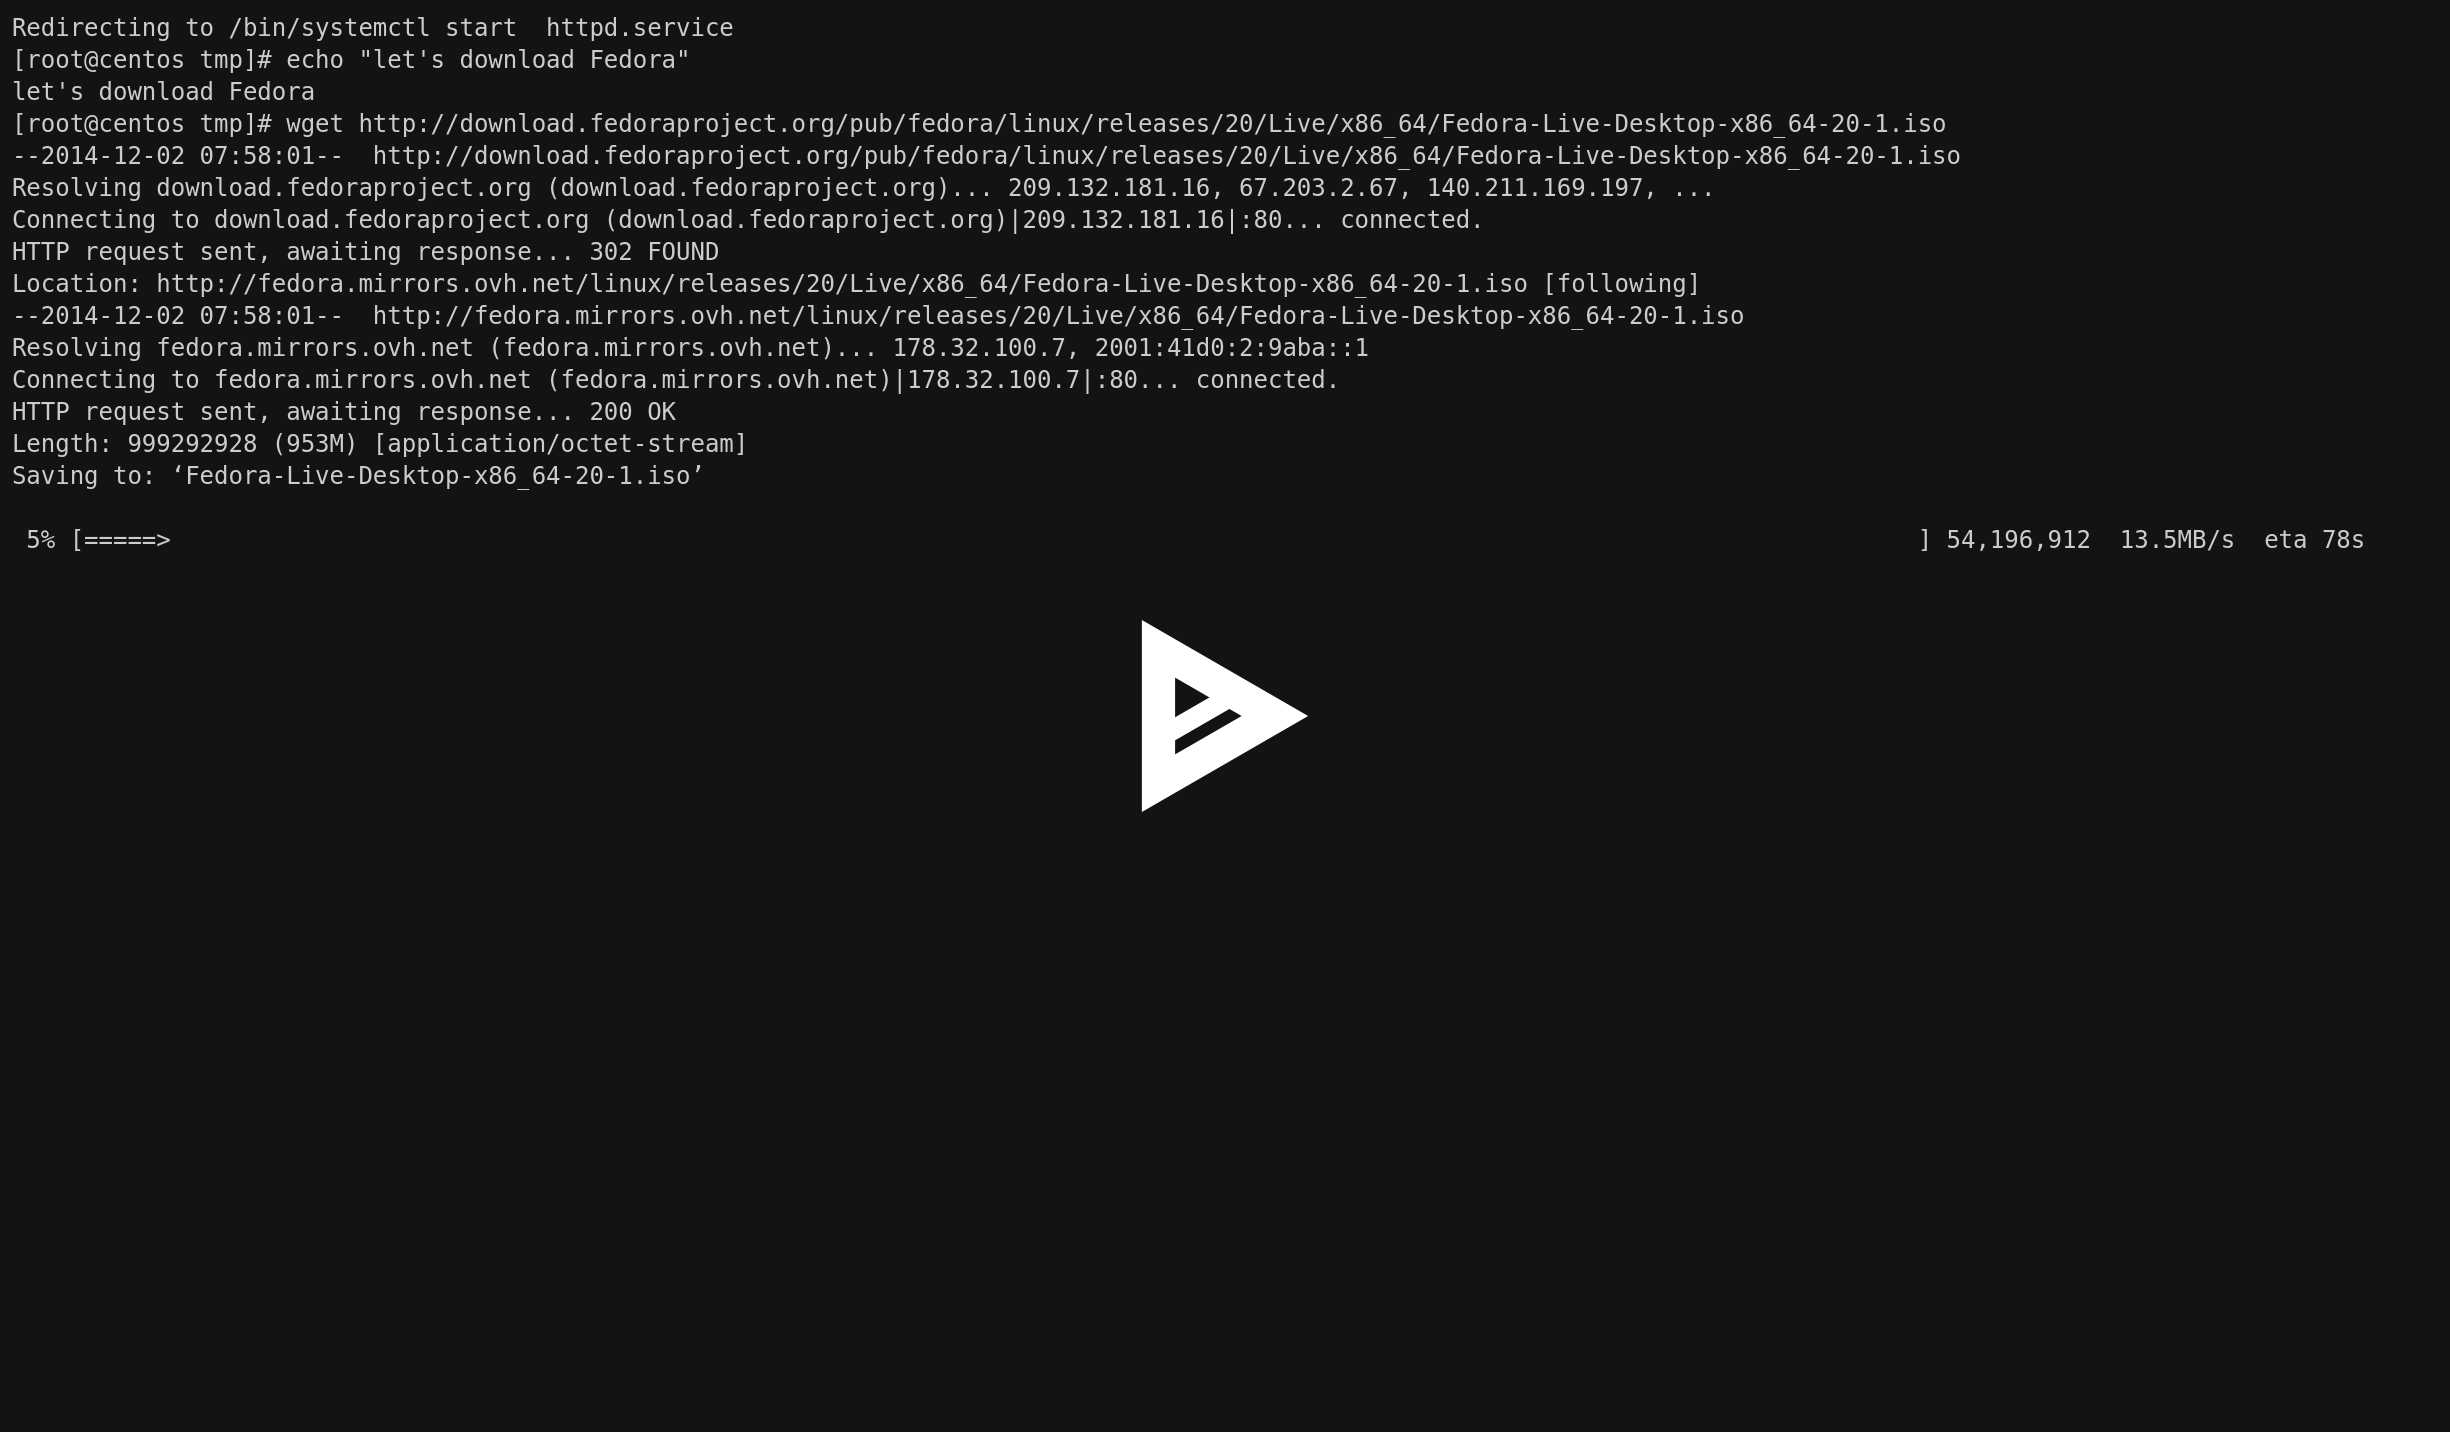 Redirecting to /bin/systemctl start  httpd.service
[root@centos tmp]# echo "let's download Fedora"
let's download Fedora
[root@centos tmp]# wget http://download.fedoraproject.org/pub/fedora/linux/releases/20/Live/x86_64/Fedora-Live-Desktop-x86_64-20-1.iso
--2014-12-02 07:58:01--  http://download.fedoraproject.org/pub/fedora/linux/releases/20/Live/x86_64/Fedora-Live-Desktop-x86_64-20-1.iso
Resolving download.fedoraproject.org (download.fedoraproject.org)... 209.132.181.16, 67.203.2.67, 140.211.169.197, ...
Connecting to download.fedoraproject.org (download.fedoraproject.org)|209.132.181.16|:80... connected.
HTTP request sent, awaiting response... 302 FOUND
Location: http://fedora.mirrors.ovh.net/linux/releases/20/Live/x86_64/Fedora-Live-Desktop-x86_64-20-1.iso [following]
--2014-12-02 07:58:01--  http://fedora.mirrors.ovh.net/linux/releases/20/Live/x86_64/Fedora-Live-Desktop-x86_64-20-1.iso
Resolving fedora.mirrors.ovh.net (fedora.mirrors.ovh.net)... 178.32.100.7, 2001:41d0:2:9aba::1
Connecting to fedora.mirrors.ovh.net (fedora.mirrors.ovh.net)|178.32.100.7|:80... connected.
HTTP request sent, awaiting response... 200 OK
Length: 999292928 (953M) [application/octet-stream]
Saving to: ‘Fedora-Live-Desktop-x86_64-20-1.iso’
 5% [=====>                                                                                                                         ] 54,196,912  13.5MB/s  eta 78s